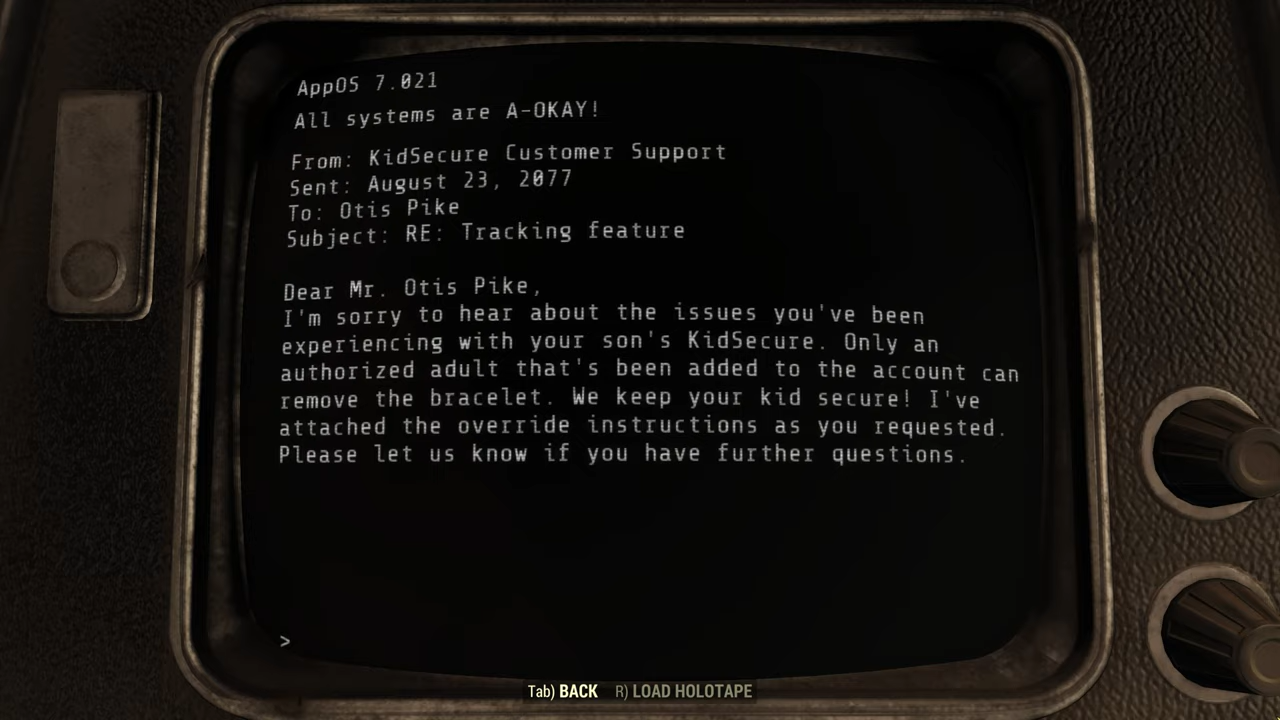 AppOS 7.021
All systems are A-OKAY!
From: KidSecure Customer Support
Sent: August 23, 2077
To: Otis Pike
Subject: RE: Tracking feature
Dear Mr. Otis Pike,
I'm sorry to hear about the issues you've been
experiencing with your son's KidSecure. Only an
authorized adult that's been added to the account can
remove the bracelet. We keep your kid secure! I've
attached the override instructions as you requested.
Please let us know if you have further questions.
>
Tab) BACK R) LOAD HOLOTAPE